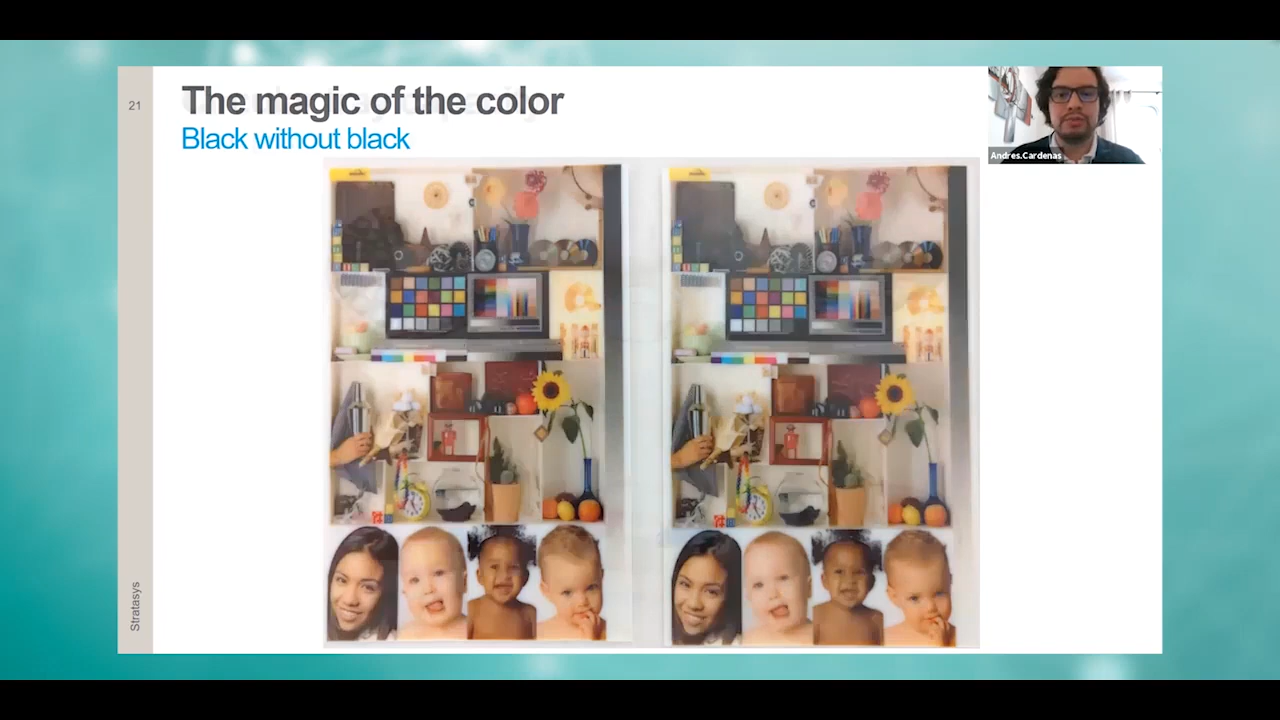 21
The magic of the color
Black without black
Andres.Cardenas
Stratasys